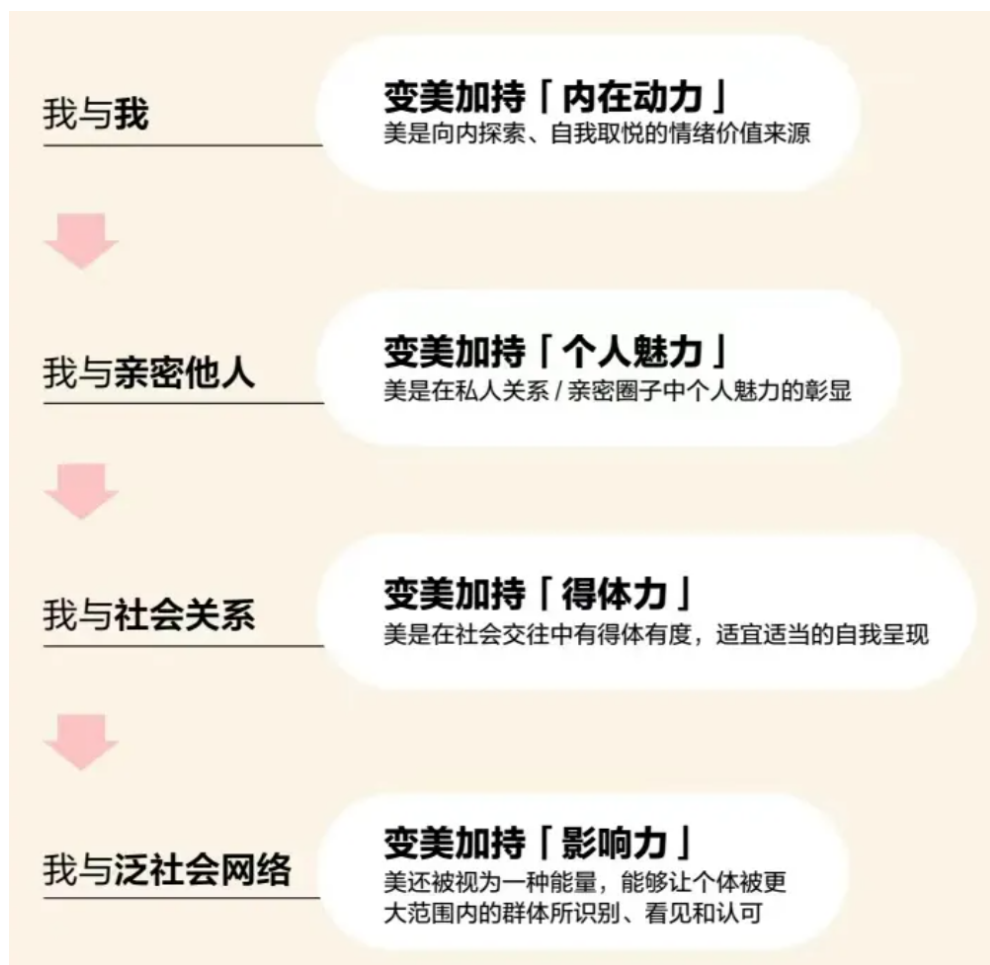 我与我
变美加持「内在动力」
美是向内探索、自我取悦的情绪价值来源
我与亲密他人
变美加持「个人魅力」
美是在私人关系 / 亲密圈子中个人魅力的彰显
我与社会关系
变美加持「得体力」
美是在社会交往中有得体有度，适宜适当的自我呈现
我与泛社会网络
变美加持「影响力」
美还被视为一种能量，能够让个体被更
大范围内的群体所识别、看见和认可